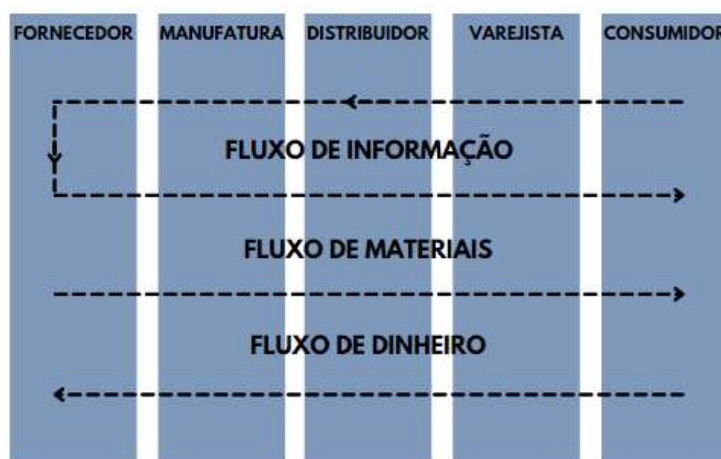 FORNECEDOR MANUFATURA DISTRIBUIDOR VAREJISTA CONSUMIDOR
FLUXO DE INFORMAÇÃO
FLUXO DE MATERIAIS
FLUXO DE DINHEIRO